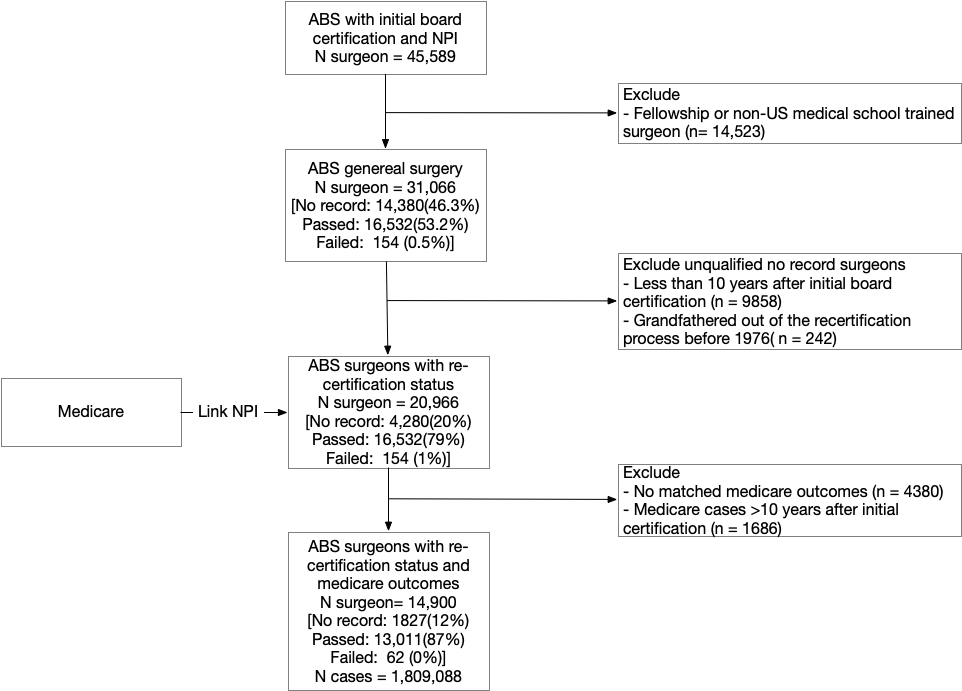 ABS with initial board
certification and NPI
N surgeon = 45,589
Exclude
- Fellowship or non-US medical school trained
surgeon (n= 14,523)
ABS genereal surgery
N surgeon = 31,066
[No record: 14,380(46.3%)
Passed: 16,532(53.2%)
Failed:  154 (0.5%)]
Exclude unqualified no record surgeons
- Less than 10 years after initial board
certification (n = 9858)
- Grandfathered out of the recertification
process before 1976( n = 242)
ABS surgeons with re-
certification status
N surgeon = 20,966
[No record: 4,280(20%)
Passed: 16,532(79%)
Failed:  154 (1%)]
Medicare
Link NPI
Exclude
- No matched medicare outcomes (n = 4380)
- Medicare cases >10 years after initial
certification (n = 1686)
ABS surgeons with re-
certification status and
medicare outcomes
N surgeon= 14,900
[No record: 1827(12%)
Passed: 13,011(87%)
Failed:  62 (0%)]
N cases = 1,809,088